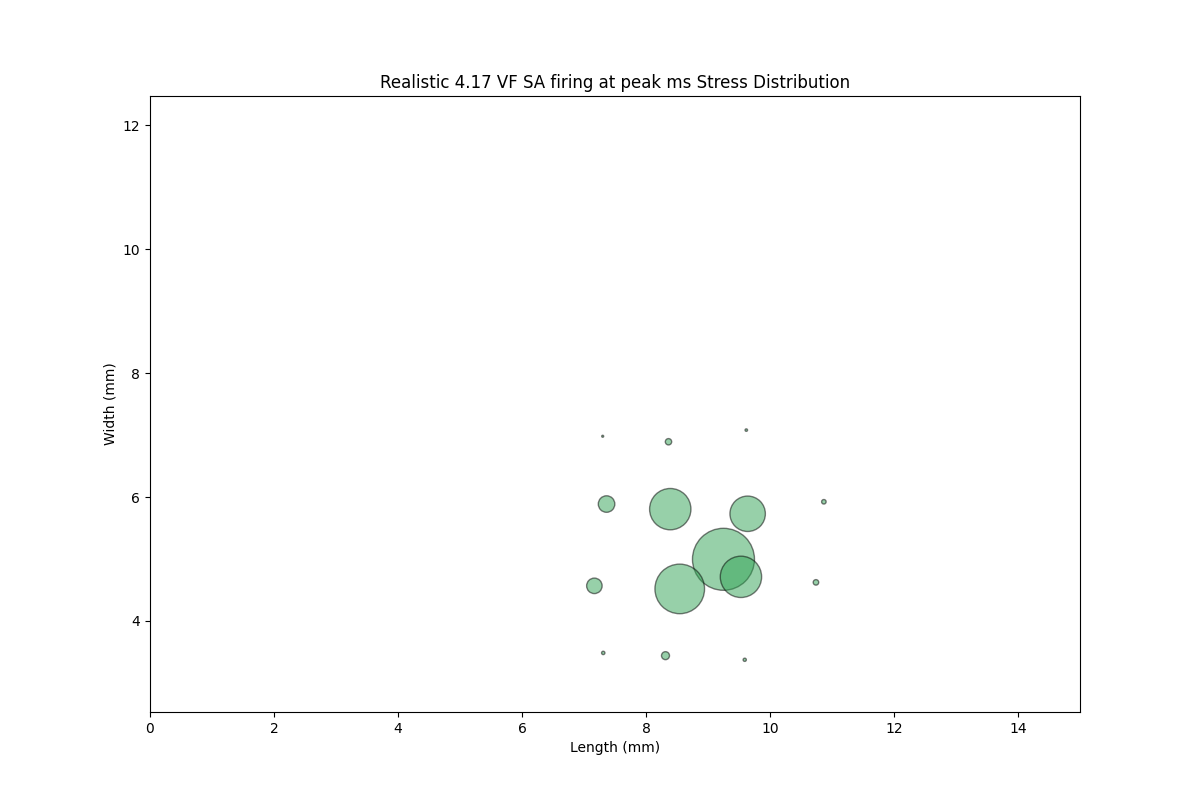 Realistic 4.17 VF SA firing at peak ms Stress Distribution
12
10
8
6
4
Width (mm)
0 2 4 6 8 10 12 14
Length (mm)